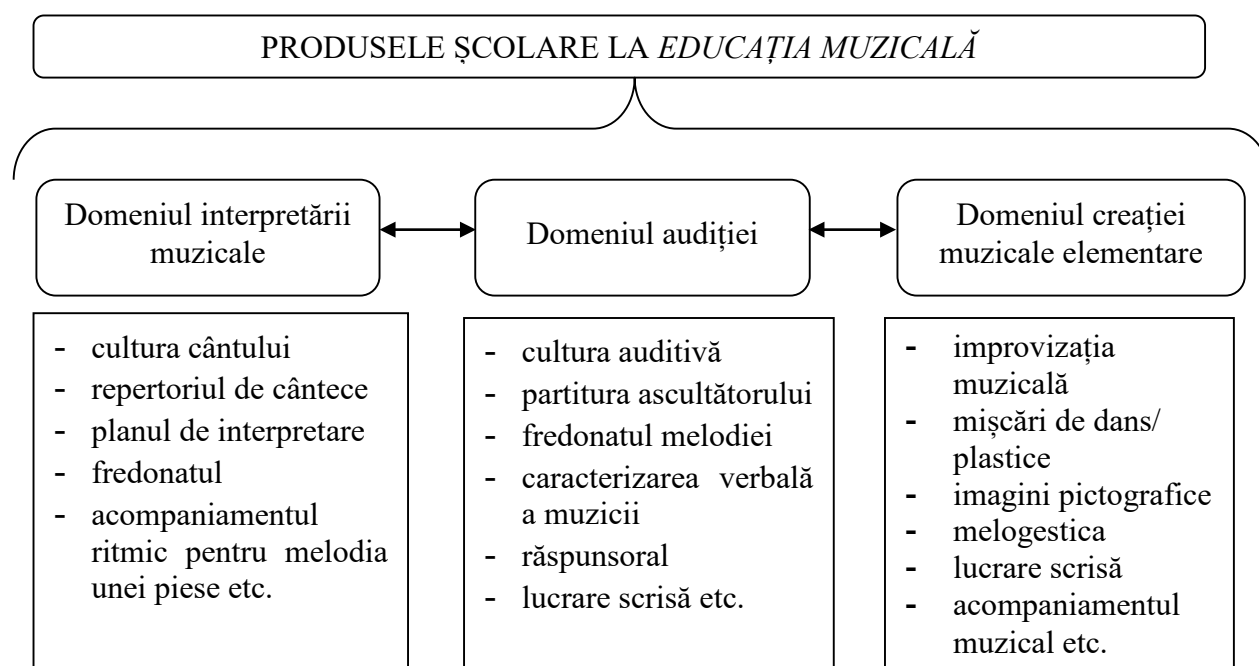 PRODUSELE ȘCOLARE LA EDUCAȚIA MUZICALĂ
Domeniul interpretării
muzicale
Domeniul audiției
Domeniul creației
muzicale elementare
- cultura cântului
- repertoriul de cântece
- planul de interpretare
- fredonatul
- acompaniamentul
ritmic pentru melodia
unei piese etc.
- cultura auditivă
- partitura ascultătorului
- fredonatul melodiei
- caracterizarea verbală
a muzicii
- răspunsoral
- lucrare scrisă etc.
- improvizația
muzicală
- mișcări de dans/
plastice
- imagini pictografice
- melogestica
- lucrare scrisă
- acompaniamentul
muzical etc.